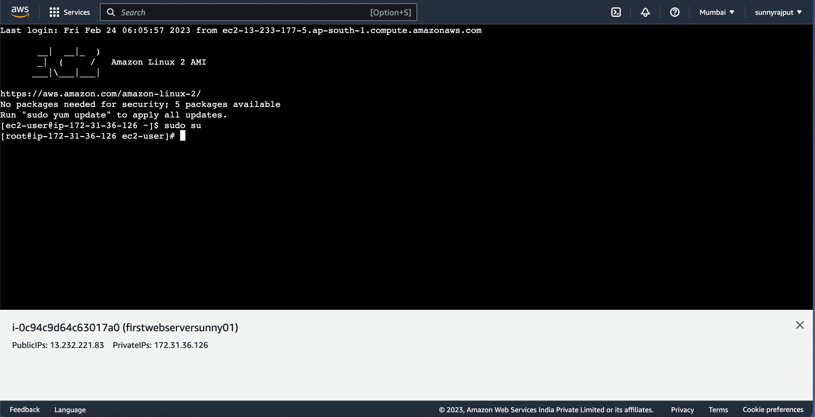 aws Services Search [Option+S] Mumbai ▼ sunnyrajput ▼
Last login: Fri Feb 24 06:05:57 2023 from ec2-13-233-177-5.ap-south-1.compute.amazonaws.com
__|  __|_  )
_|  (     /   Amazon Linux 2 AMI
___|\___|___|
https://aws.amazon.com/amazon-linux-2/
No packages needed for security; 5 packages available
Run "sudo yum update" to apply all updates.
[ec2-user@ip-172-31-36-126 ~]$ sudo su
[root@ip-172-31-36-126 ec2-user]#
i-0c94c9d64c63017a0 (firstwebserversunny01)
PublicIPs: 13.232.221.83 PrivateIPs: 172.31.36.126
Feedback Language © 2023, Amazon Web Services India Private Limited or its affiliates. Privacy Terms Cookie preferences